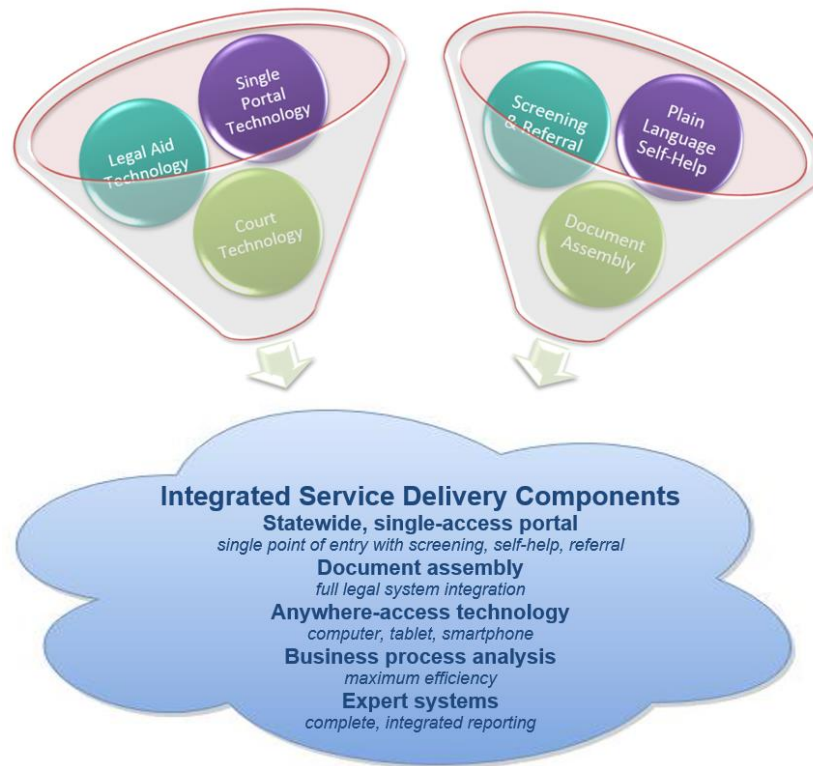 Single
Portal
Technology
Legal Aid
Technology
Court
Technology
Screening
& Referral
Plain
Language
Self-Help
Document
Assembly
Integrated Service Delivery Components
Statewide, single-access portal
single point of entry with screening, self-help, referral
Document assembly
full legal system integration
Anywhere-access technology
computer, tablet, smartphone
Business process analysis
maximum efficiency
Expert systems
complete, integrated reporting